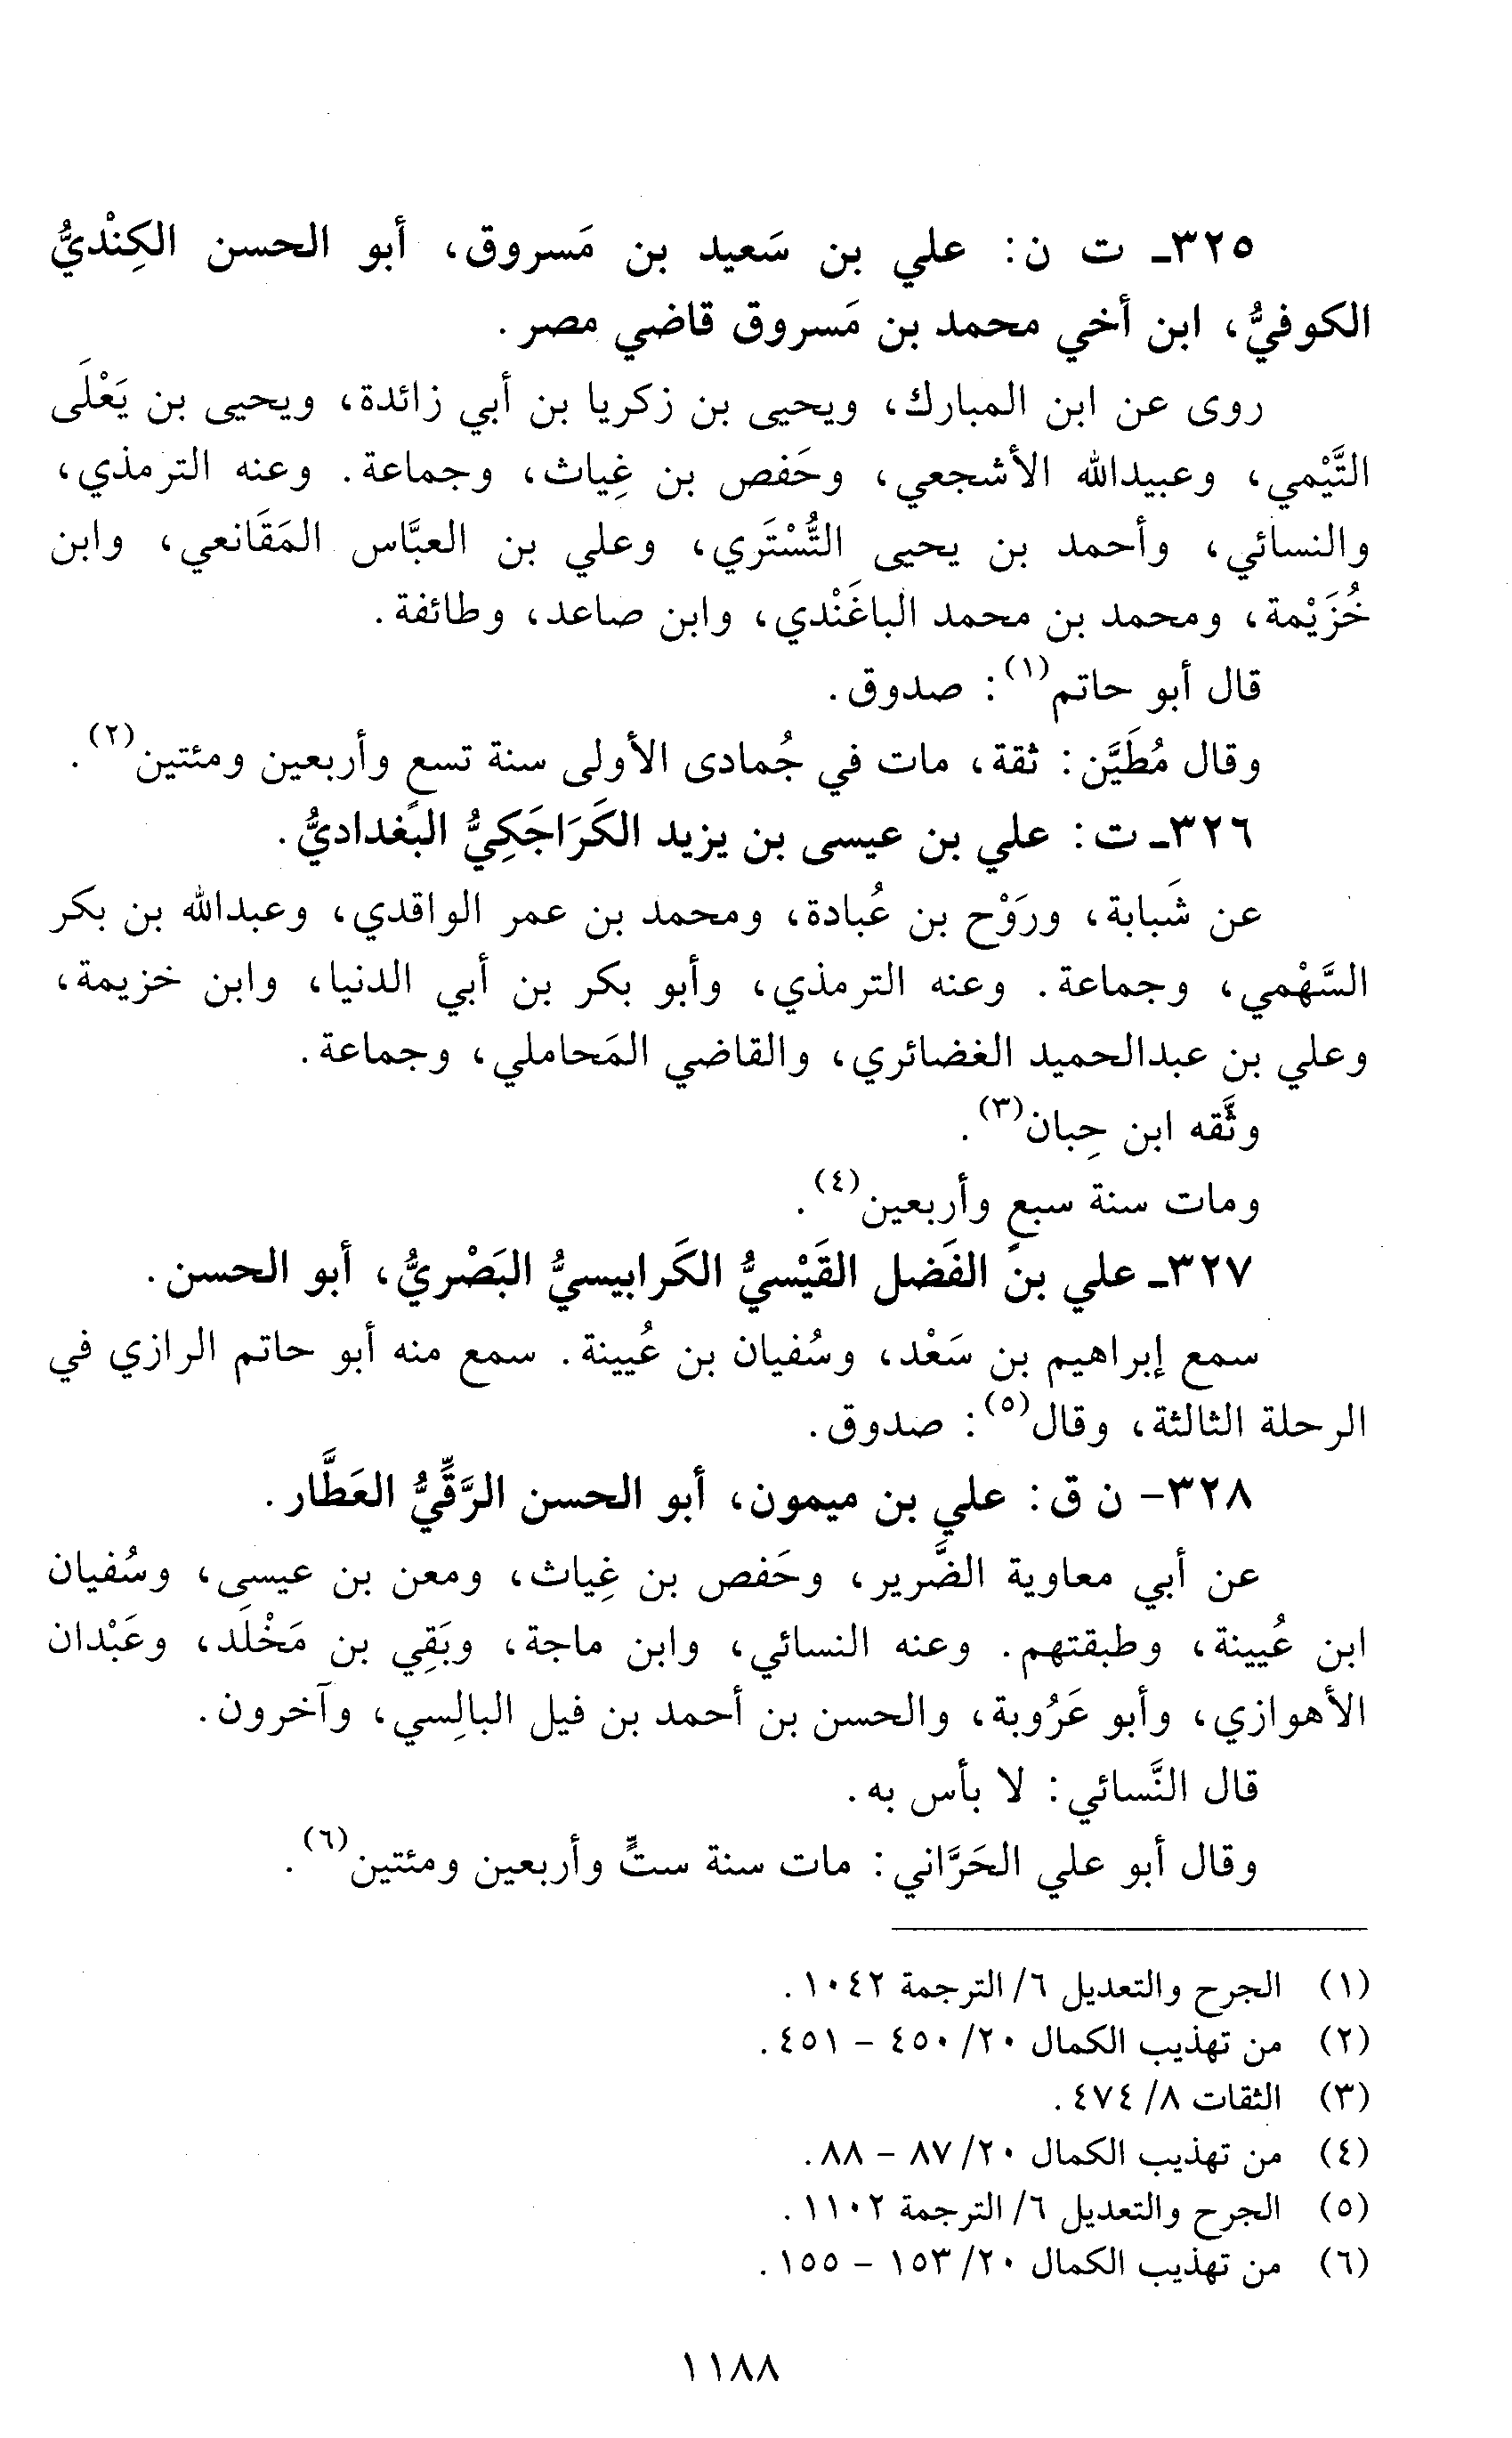 ٣٢٥ـ ت ن: علي بن سَعيد بن مَسروق، أبو الحسن الكِنْديُّ
الكوفيُّ، ابن أخي محمد بن مَسروق قاضي مصر.
روى عن ابن المبارك، ويحيى بن زكريا بن أبي زائدة، ويحيى بن يَعْلَى
التَّيْمي، وعبيدالله الأشجعي، وحَفص بن غِياث، وجماعة. وعنه الترمذي،
والنسائي، وأحمد بن يحيى التُّسْتَري، وعلي بن العبَّاس المَقَانعي، وابن
خُزَيْمة، ومحمد بن محمد الباغَنْدي، وابن صاعد، وطائفة.
قال أبو حاتم(١): صدوق.
وقال مُطَيَّن: ثقة، مات في جُمادى الأولى سنة تسعٍ وأربعين ومئتين(٢).
٣٢٦ـ ت: علي بن عيسى بن يزيد الكَرَاجَكِيُّ البَغداديُّ.
عن شَبابة، ورَوْح بن عُبادة، ومحمد بن عمر الواقدي، وعبدالله بن بكر
السَّهْمي، وجماعة. وعنه الترمذي، وأبو بكر بن أبي الدنيا، وابن خزيمة،
وعلي بن عبدالحميد الغضائري، والقاضي المَحاملي، وجماعة.
وثَّقه ابن حِبان(٣).
ومات سنة سبعٍ وأربعين(٤).
٣٢٧ـ علي بن الفَضل القَيْسيُّ الكَرابيسيُّ البَصْريُّ، أبو الحسن.
سمع إبراهيم بن سَعْد، وسُفيان بن عُيينة. سمع منه أبو حاتم الرازي في
الرحلة الثالثة، وقال(٥): صدوق.
٣٢٨- ن ق: علي بن ميمون، أبو الحسن الرَّقِّيُّ العَطَّار.
عن أبي معاوية الضَّرير، وحَفص بن غِياث، ومعن بن عيسى، وسُفيان
ابن عُيينة، وطبقتهم. وعنه النسائي، وابن ماجة، وبَقِي بن مَخْلَد، وعَبْدان
الأهوازي، وأبو عَرُوبة، والحسن بن أحمد بن فيل البالِسي، وآخرون.
قال النَّسائي: لا بأس به.
وقال أبو علي الحَرَّاني: مات سنة ستٍّ وأربعين ومئتين(٦).
(١) الجرح والتعديل ٦/ الترجمة ١٠٤٢.
(٢) من تهذيب الكمال ٢٠/ ٤٥٠ - ٤٥١.
(٣) الثقات ٨/ ٤٧٤.
(٤) من تهذيب الكمال ٢٠/ ٨٧ - ٨٨.
(٥) الجرح والتعديل ٦/ الترجمة ١١٠٢.
(٦) من تهذيب الكمال ٢٠/ ١٥٣ - ١٥٥.
١١٨٨